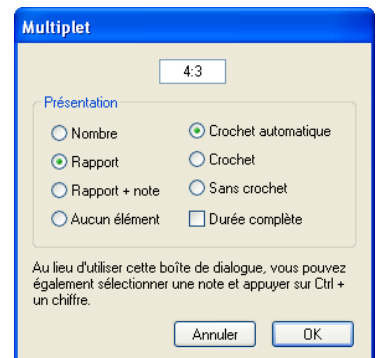 Multiplet
4:3
Présentation
Nombre
Crochet automatique
Rapport
Crochet
Rapport + note
Sans crochet
Aucun élément
Durée complète
Au lieu d'utiliser cette boîte de dialogue, vous pouvez
également sélectionner une note et appuyer sur Ctrl +
un chiffre.
Annuler
OK